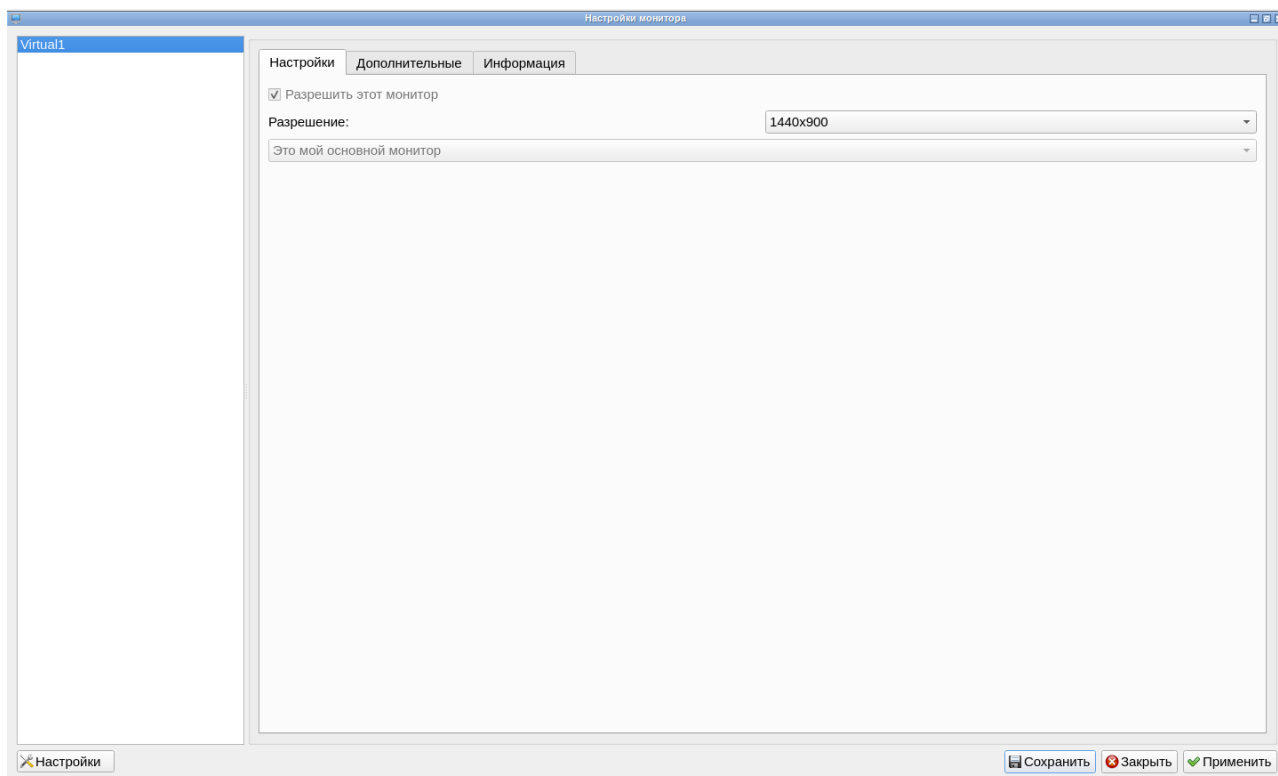 Настройки монитора
Virtual1
Настройки Дополнительные Информация
Разрешить этот монитор
Разрешение: 1440x900
Это мой основной монитор
Настройки Сохранить Закрыть Применить